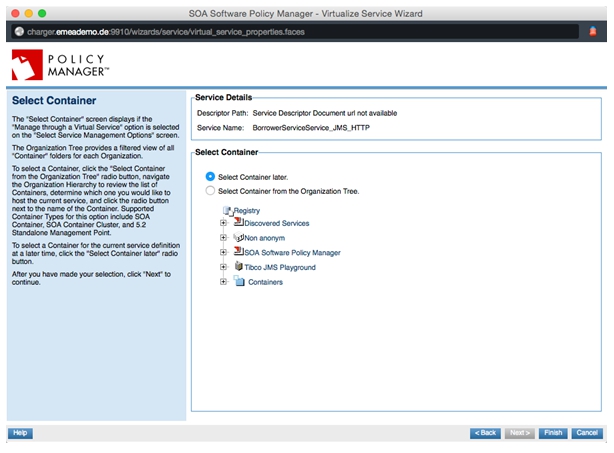 SOA Software Policy Manager - Virtualize Service Wizard
charger.emeademo.de:9910/wizards/service/virtual_service_properties.faces
POLICY
MANAGER™
Select Container
The "Select Container" screen displays if the
"Manage through a Virtual Service" option is selected
on the "Select Service Management Options" screen.
The Organization Tree provides a filtered view of all
"Container" folders for each Organization.
To select a Container, click the "Select Container
from the Organization Tree" radio button, navigate
the Organization Hierarchy to review the list of
Containers, determine which one you would like to
host the current service, and click the radio button
next to the name of the Container. Supported
Container Types for this option include SOA
Container, SOA Container Cluster, and 5.2
Standalone Management Point.
To select a Container for the current service definition
at a later time, click the "Select Container later" radio
button.
After you have made your selection, click "Next" to
continue.
Service Details
Descriptor Path: Service Descriptor Document url not available
Service Name: BorrowerServiceService_JMS_HTTP
Select Container
Select Container later.
Select Container from the Organization Tree.
Registry
Discovered Services
Non anonym
SOA Software Policy Manager
Tibco JMS Playground
Containers
Help
< Back
Next >
Finish
Cancel